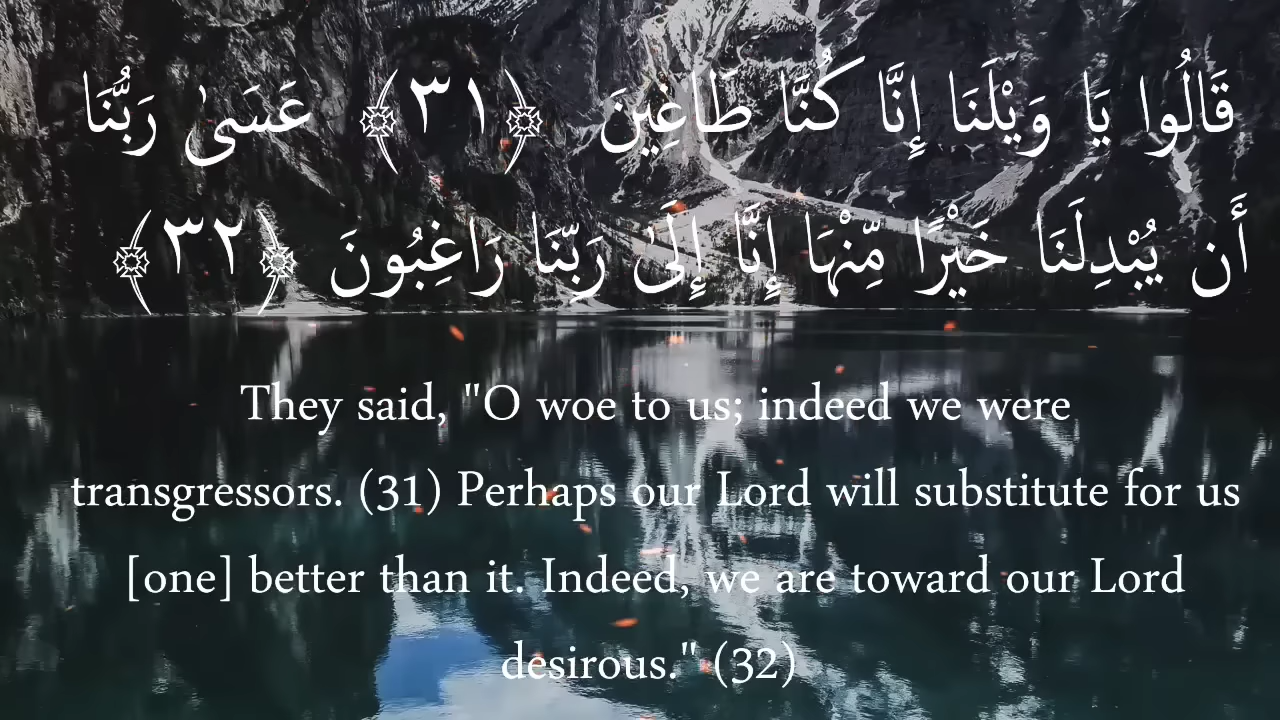 قَالُوا يَا وَيْلَنَا إِنَّا كُنَّا طَاغِينَ ﴿٣١﴾ عَسَىٰ رَبُّنَا
أَن يُبْدِلَنَا خَيْرًا مِّنْهَا إِنَّا إِلَىٰ رَبِّنَا رَاغِبُونَ ﴿٣٢﴾
They said, "O woe to us; indeed we were
transgressors. (31) Perhaps our Lord will substitute for us
[one] better than it. Indeed, we are toward our Lord
desirous." (32)